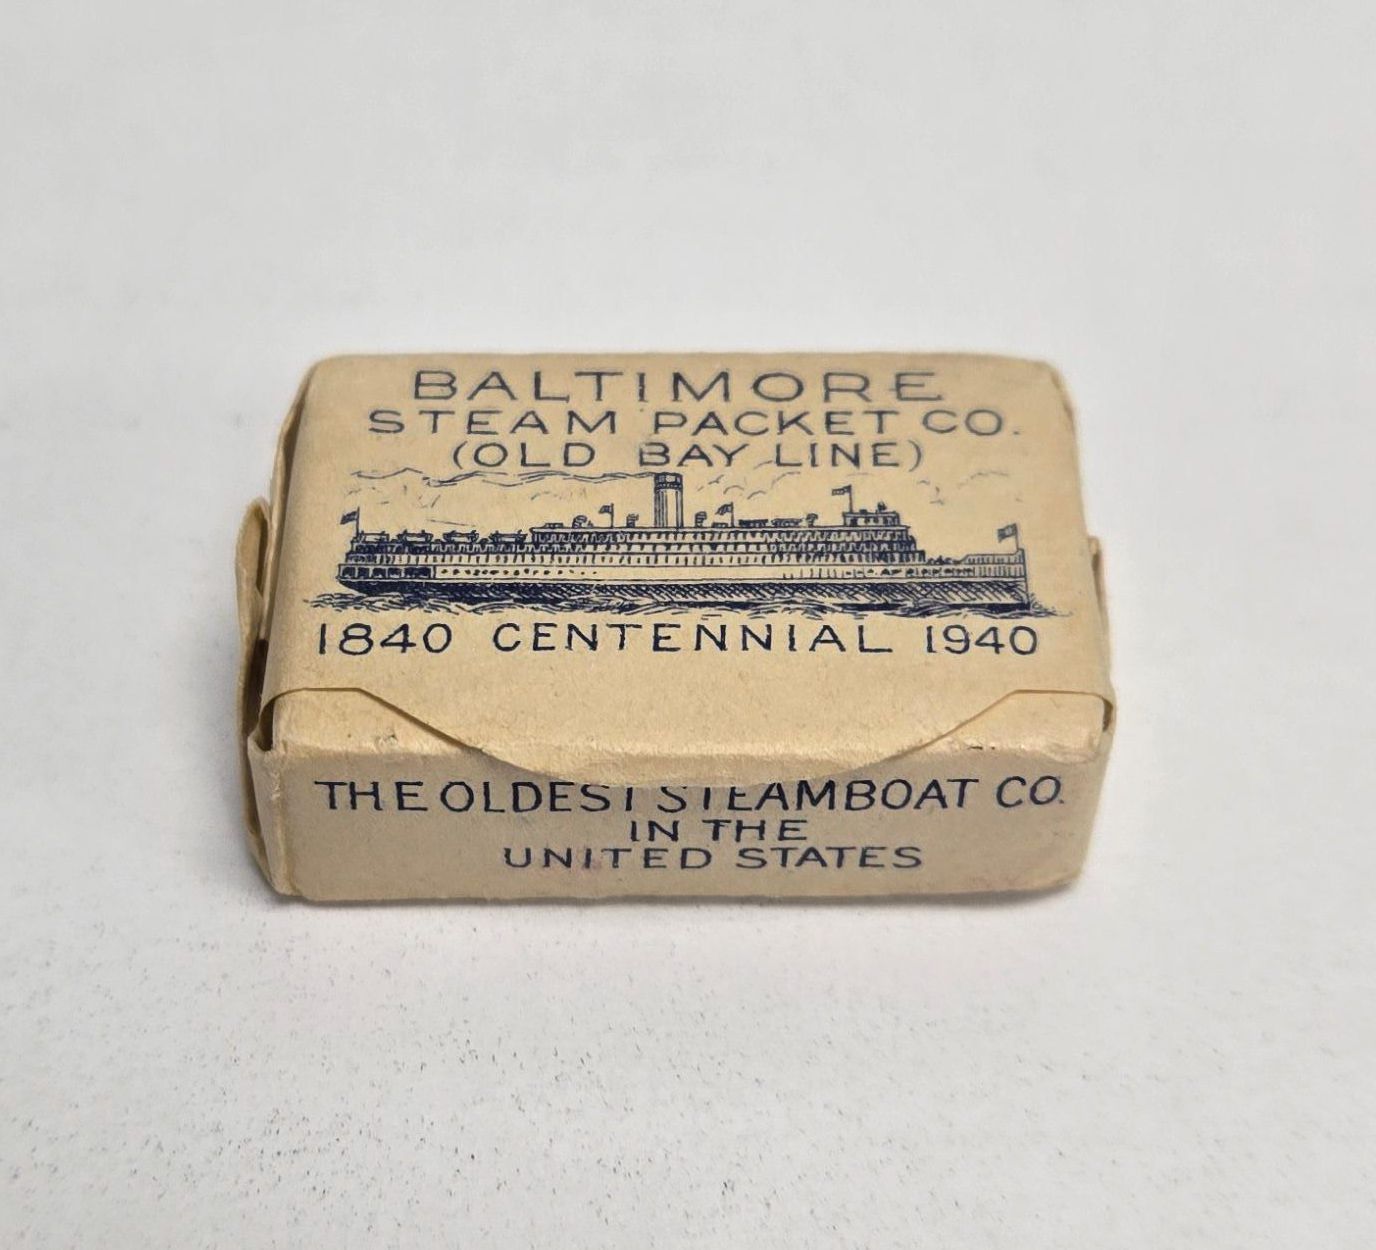 BALTIMORE
STEAM PACKET CO.
(OLD BAY LINE)
1840 CENTENNIAL 1940
THE OLDEST STEAMBOAT CO.
IN THE
UNITED STATES